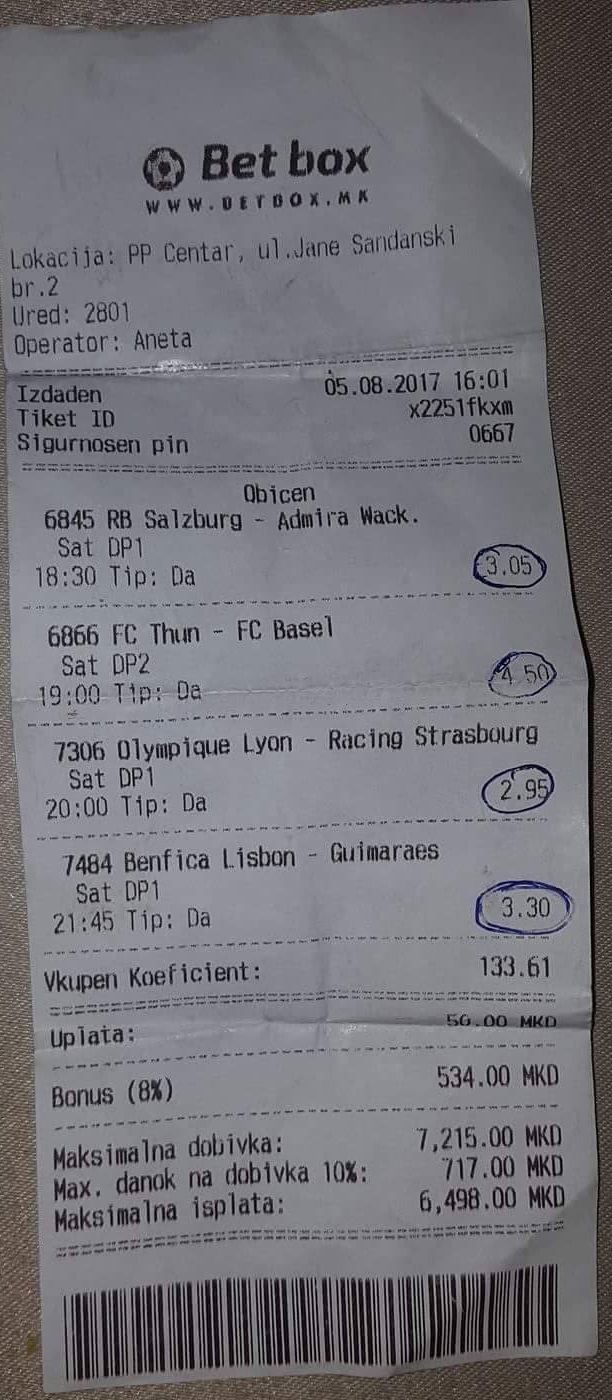 Bet box
WWW.BETBOX.MK
Lokacija: PP Centar, ul.Jane Sandanski
br.2
Ured: 2801
Operator: Aneta
Izdaden 05.08.2017 16:01
Tiket ID x2251fkxm
Sigurnosen pin 0667
Obicen
6845 RB Salzburg - Admira Wack.
Sat DP1
18:30 Tip: Da 3.05
6866 FC Thun - FC Basel
Sat DP2
19:00 Tip: Da 4.50
7306 Olympique Lyon - Racing Strasbourg
Sat DP1
20:00 Tip: Da 2.95
7484 Benfica Lisbon - Guimaraes
Sat DP1
21:45 Tip: Da 3.30
Vkupen Koeficient: 133.61
Uplata: 50.00 MKD
Bonus (8%) 534.00 MKD
Maksimalna dobivka: 7,215.00 MKD
Max. danok na dobivka 10%: 717.00 MKD
Maksimalna isplata: 6,498.00 MKD